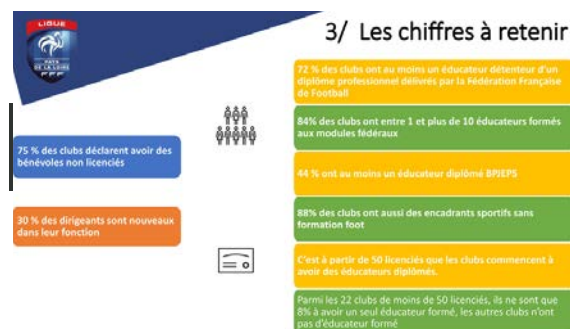 LIGUE
PAYS
DE LA LOIRE
FFF
3/ Les chiffres à retenir
75 % des clubs déclarent avoir des
bénévoles non licenciés
30 % des dirigeants sont nouveaux
dans leur fonction
72 % des clubs ont au moins un éducateur détenteur d'un
diplôme professionnel délivrés par la Fédération Française
de Football
84% des clubs ont entre 1 et plus de 10 éducateurs formés
aux modules fédéraux
44 % ont au moins un éducateur diplômé BPJEPS
88% des clubs ont aussi des encadrants sportifs sans
formation foot
C'est à partir de 50 licenciés que les clubs commencent à
avoir des éducateurs diplômés.
Parmi les 22 clubs de moins de 50 licenciés, ils ne sont que
8% à avoir un seul éducateur formé, les autres clubs n'ont
pas d'éducateur formé